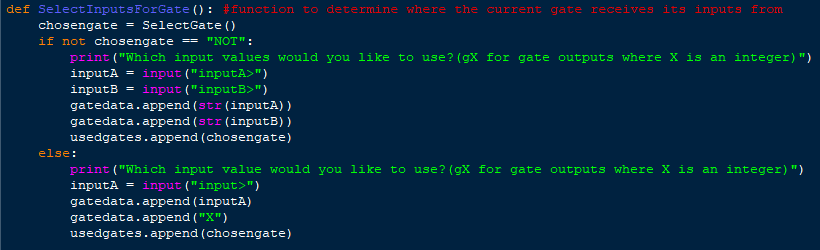 def SelectInputsForGate(): #function to determine where the current gate receives its inputs from
    chosengate = SelectGate()
    if not chosengate == "NOT":
        print("Which input values would you like to use?(gX for gate outputs where X is an integer)")
        inputA = input("inputA>")
        inputB = input("inputB>")
        gatedata.append(str(inputA))
        gatedata.append(str(inputB))
        usedgates.append(chosengate)
    else:
        print("Which input value would you like to use?(gX for gate outputs where X is an integer)")
        inputA = input("input>")
        gatedata.append(inputA)
        gatedata.append("X")
        usedgates.append(chosengate)